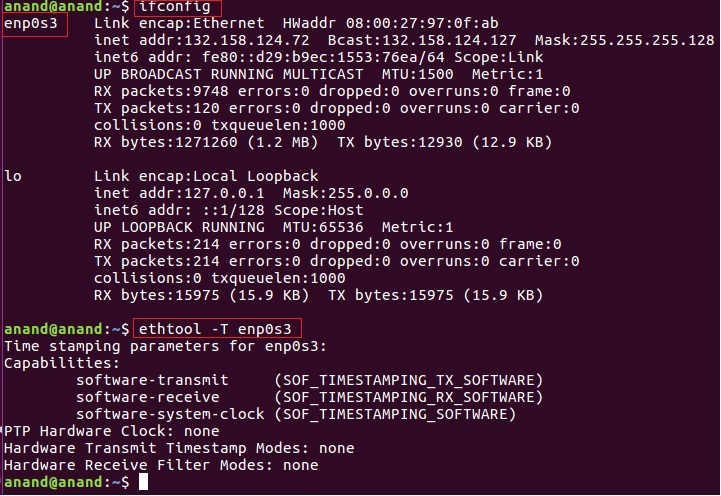 anand@anand:~$ ifconfig
enp0s3    Link encap:Ethernet  HWaddr 08:00:27:97:0f:ab
          inet addr:132.158.124.72  Bcast:132.158.124.127  Mask:255.255.255.128
          inet6 addr: fe80::d29:b9ec:1553:76ea/64 Scope:Link
          UP BROADCAST RUNNING MULTICAST  MTU:1500  Metric:1
          RX packets:9748 errors:0 dropped:0 overruns:0 frame:0
          TX packets:120 errors:0 dropped:0 overruns:0 carrier:0
          collisions:0 txqueuelen:1000
          RX bytes:1271260 (1.2 MB)  TX bytes:12930 (12.9 KB)

lo        Link encap:Local Loopback
          inet addr:127.0.0.1  Mask:255.0.0.0
          inet6 addr: ::1/128 Scope:Host
          UP LOOPBACK RUNNING  MTU:65536  Metric:1
          RX packets:214 errors:0 dropped:0 overruns:0 frame:0
          TX packets:214 errors:0 dropped:0 overruns:0 carrier:0
          collisions:0 txqueuelen:1000
          RX bytes:15975 (15.9 KB)  TX bytes:15975 (15.9 KB)

anand@anand:~$ ethtool -T enp0s3
Time stamping parameters for enp0s3:
Capabilities:
        software-transmit     (SOF_TIMESTAMPING_TX_SOFTWARE)
        software-receive      (SOF_TIMESTAMPING_RX_SOFTWARE)
        software-system-clock (SOF_TIMESTAMPING_SOFTWARE)
PTP Hardware Clock: none
Hardware Transmit Timestamp Modes: none
Hardware Receive Filter Modes: none
anand@anand:~$